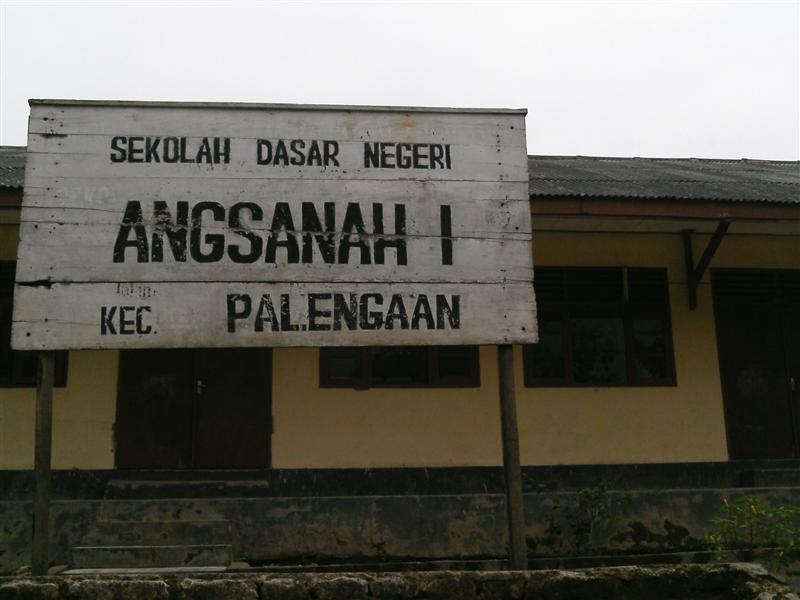 SEKOLAH DASAR NEGERI
ANGSANAH I
KEC. PALENGAAN